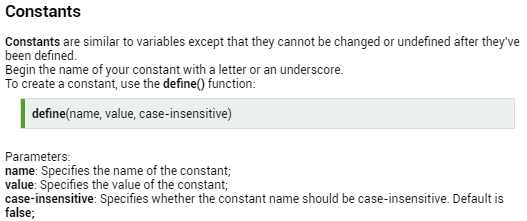 Constants
Constants are similar to variables except that they cannot be changed or undefined after they've
been defined.
Begin the name of your constant with a letter or an underscore.
To create a constant, use the define() function:
define(name, value, case-insensitive)
Parameters:
name: Specifies the name of the constant;
value: Specifies the value of the constant;
case-insensitive: Specifies whether the constant name should be case-insensitive. Default is
false;